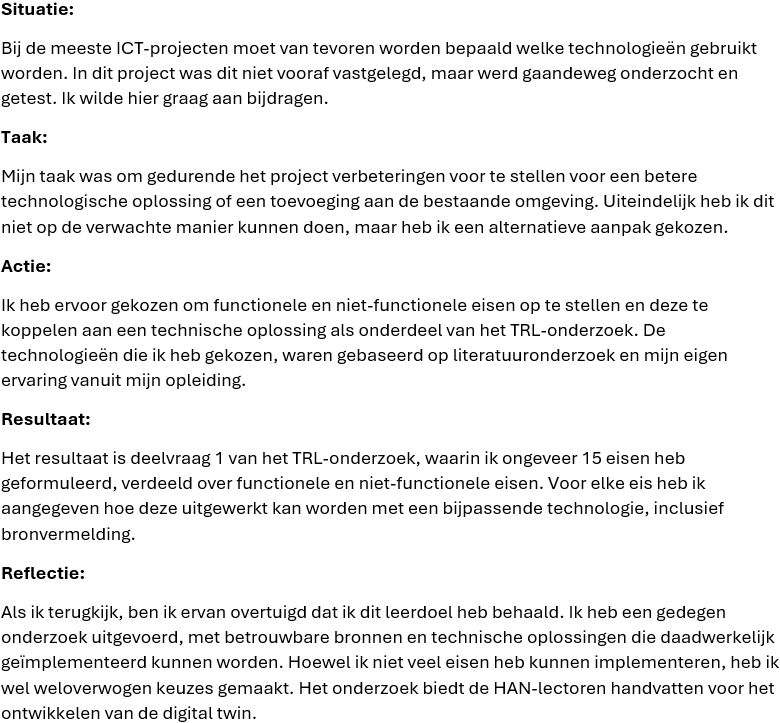 Situatie:
Bij de meeste ICT-projecten moet van tevoren worden bepaald welke technologieën gebruikt
worden. In dit project was dit niet vooraf vastgelegd, maar werd gaandeweg onderzocht en
getest. Ik wilde hier graag aan bijdragen.
Taak:
Mijn taak was om gedurende het project verbeteringen voor te stellen voor een betere
technologische oplossing of een toevoeging aan de bestaande omgeving. Uiteindelijk heb ik dit
niet op de verwachte manier kunnen doen, maar heb ik een alternatieve aanpak gekozen.
Actie:
Ik heb ervoor gekozen om functionele en niet-functionele eisen op te stellen en deze te
koppelen aan een technische oplossing als onderdeel van het TRL-onderzoek. De
technologieën die ik heb gekozen, waren gebaseerd op literatuuronderzoek en mijn eigen
ervaring vanuit mijn opleiding.
Resultaat:
Het resultaat is deelvraag 1 van het TRL-onderzoek, waarin ik ongeveer 15 eisen heb
geformuleerd, verdeeld over functionele en niet-functionele eisen. Voor elke eis heb ik
aangegeven hoe deze uitgewerkt kan worden met een bijpassende technologie, inclusief
bronvermelding.
Reflectie:
Als ik terugkijk, ben ik ervan overtuigd dat ik dit leerdoel heb behaald. Ik heb een gedegen
onderzoek uitgevoerd, met betrouwbare bronnen en technische oplossingen die daadwerkelijk
geïmplementeerd kunnen worden. Hoewel ik niet veel eisen heb kunnen implementeren, heb ik
wel weloverwogen keuzes gemaakt. Het onderzoek biedt de HAN-lectoren handvatten voor het
ontwikkelen van de digital twin.